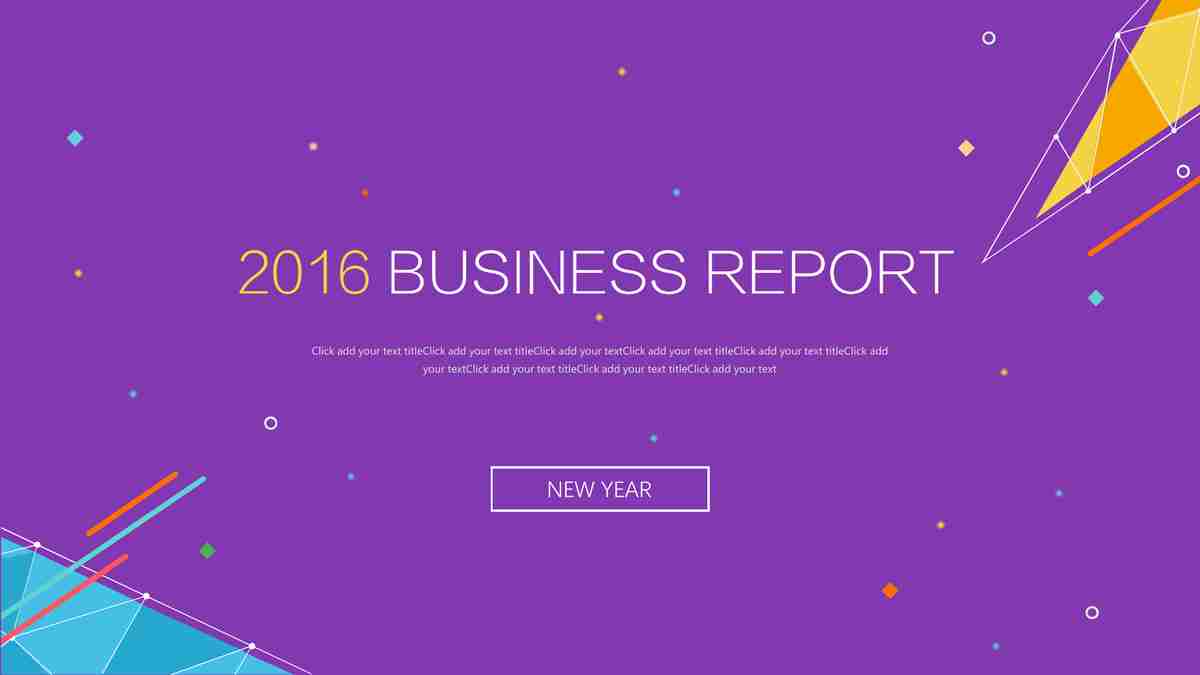 2016 BUSINESS REPORT
Click add your text titleClick add your text titleClick add your textClick add your text titleClick add your text titleClick add
your textClick add your text titleClick add your text titleClick add your text
NEW YEAR